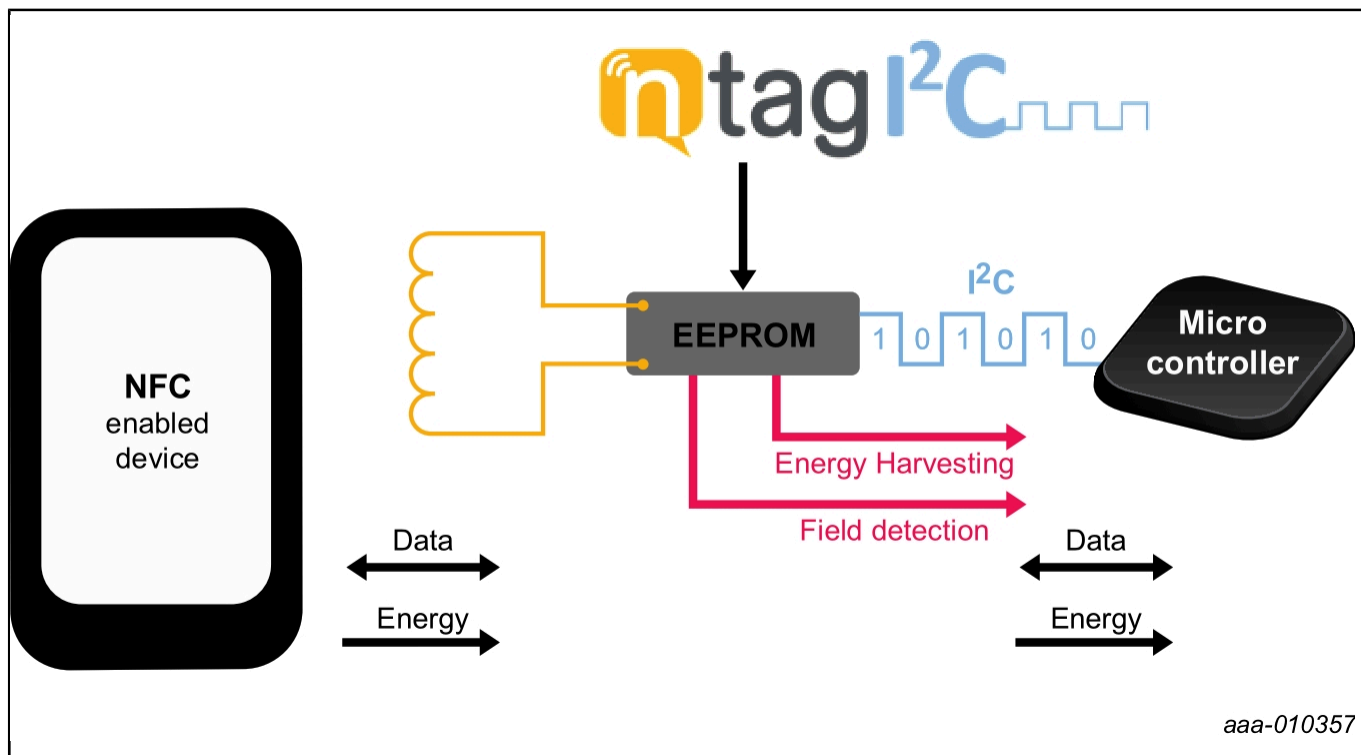 ntag I²C
I²C
EEPROM
1 0 1 0 1 0
Micro
controller
NFC
enabled
device
Energy Harvesting
Field detection
Data
Energy
Data
Energy
aaa-010357